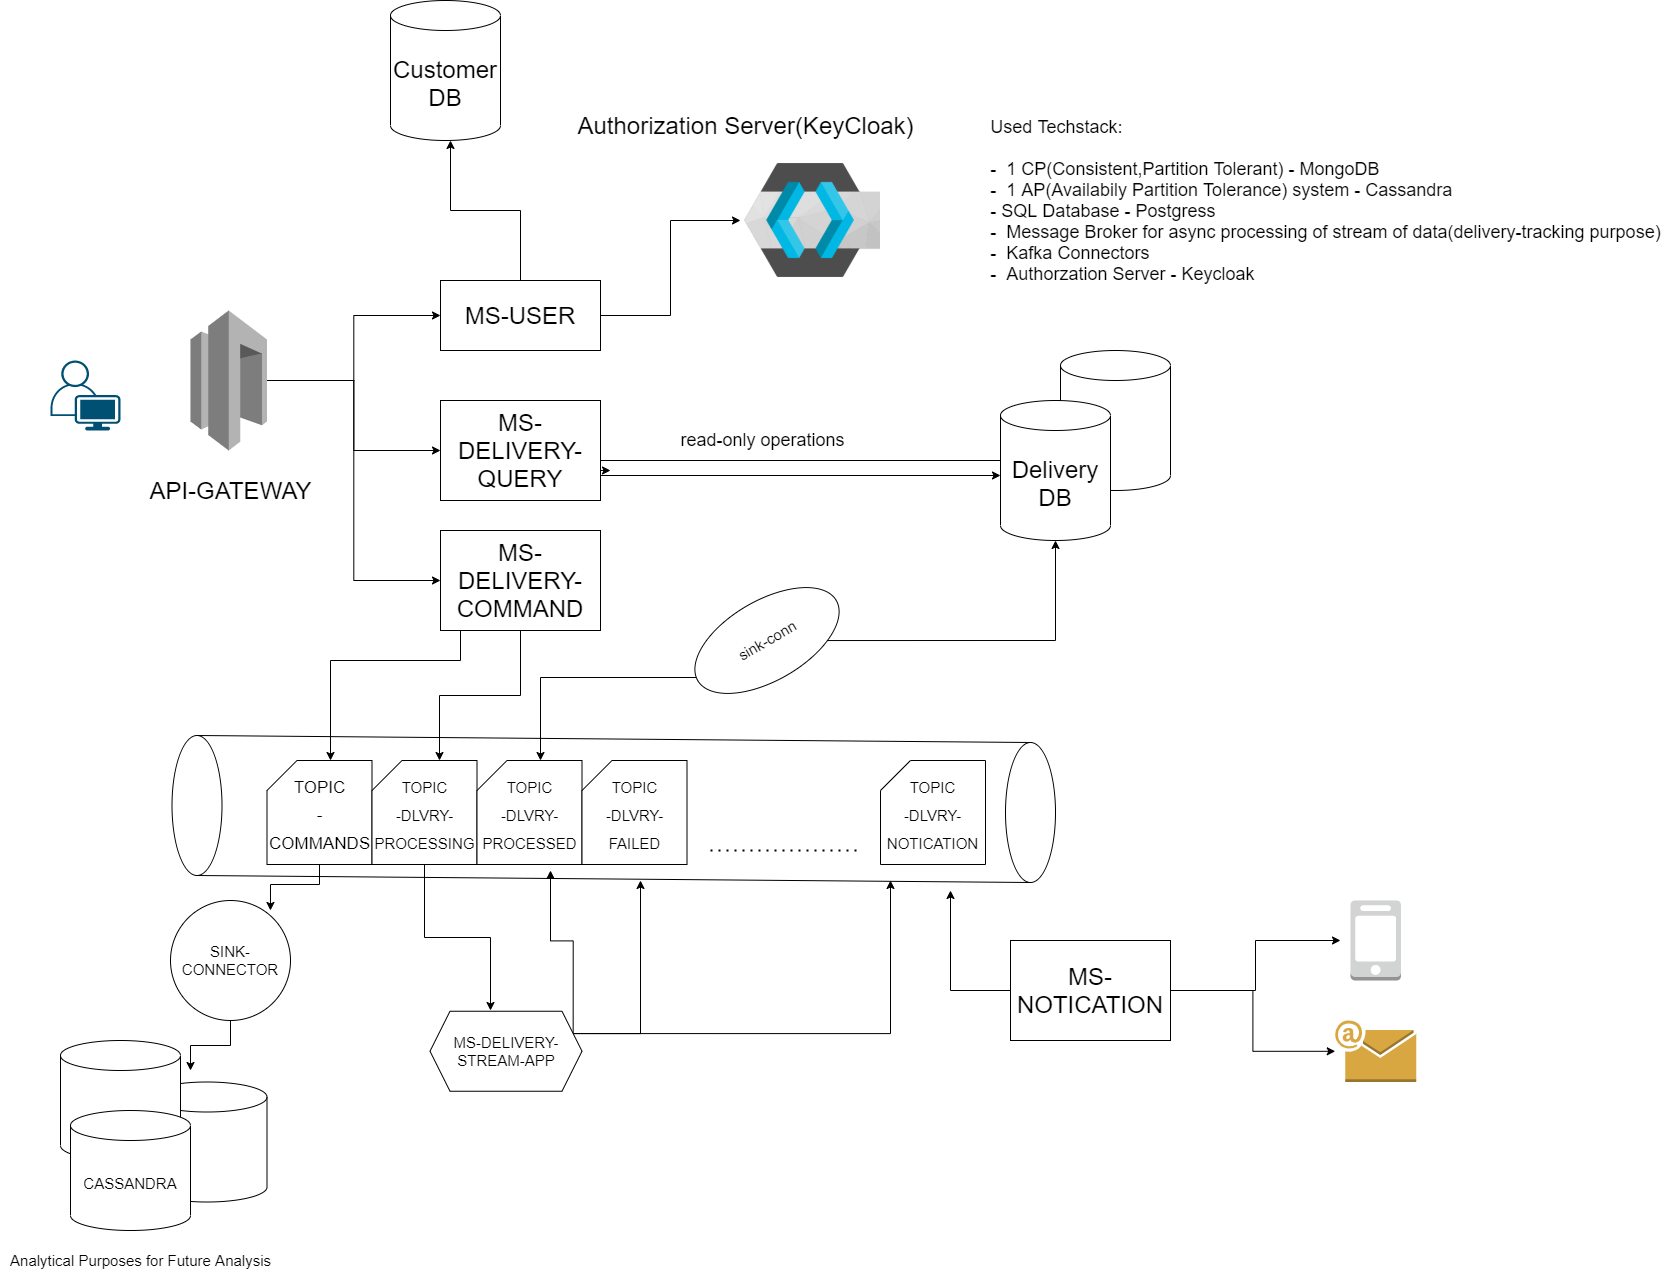 Customer
DB
Authorization Server(KeyCloak)
Used Techstack:
-  1 CP(Consistent,Partition Tolerant) - MongoDB
-  1 AP(Availabily Partition Tolerance) system - Cassandra
- SQL Database - Postgress
-  Message Broker for async processing of stream of data(delivery-tracking purpose)
-  Kafka Connectors
-  Authorzation Server - Keycloak
MS-USER
API-GATEWAY
MS-
DELIVERY-
QUERY
read-only operations
Delivery
DB
MS-
DELIVERY-
COMMAND
sink-conn
TOPIC
-
COMMANDS
TOPIC
-DLVRY-
PROCESSING
TOPIC
-DLVRY-
PROCESSED
TOPIC
-DLVRY-
FAILED
...................
TOPIC
-DLVRY-
NOTICATION
SINK-
CONNECTOR
MS-DELIVERY-
STREAM-APP
MS-
NOTICATION
@
CASSANDRA
Analytical Purposes for Future Analysis